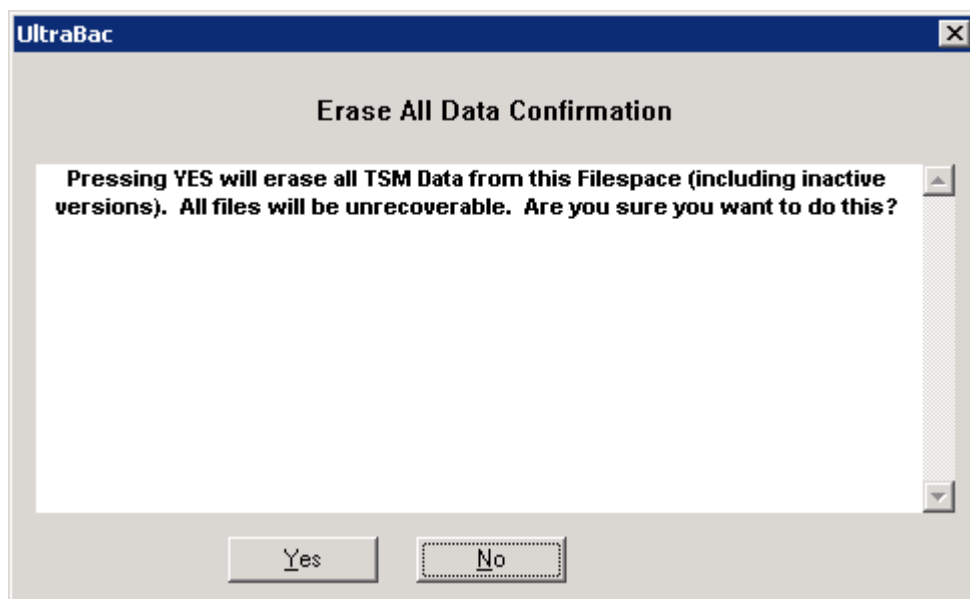 UltraBac
Erase All Data Confirmation
Pressing YES will erase all TSM Data from this Filespace (including inactive
versions).  All files will be unrecoverable.  Are you sure you want to do this?
Yes
No